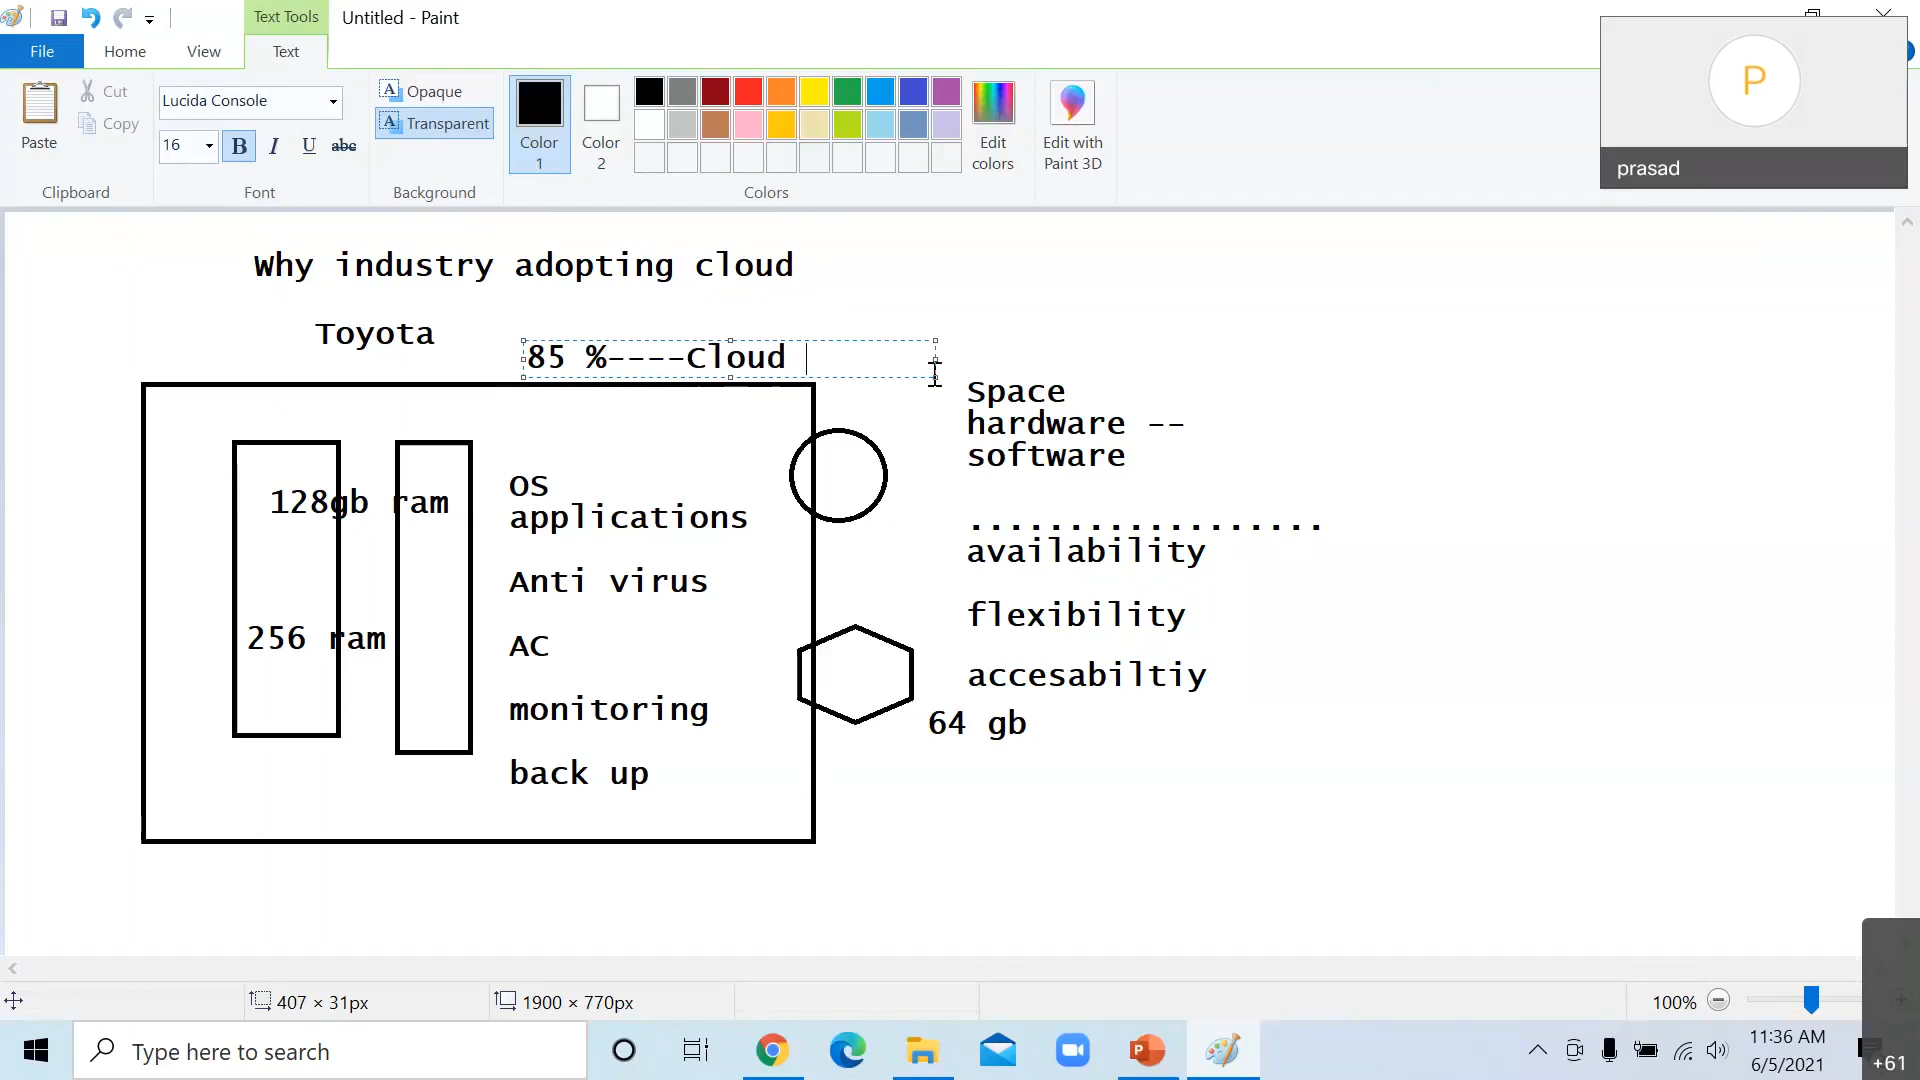 Text Tools
Untitled - Paint
File
Home
View
Text
Paste
Cut
Copy
Clipboard
Lucida Console
16
B I U abc
Font
Opaque
Transparent
Background
Color 1
Color 2
Edit colors
Colors
Edit with Paint 3D
P
prasad
Why industry adopting cloud
Toyota
85 %----Cloud
Space
hardware --
software
..................
availability
flexibility
accesabiltiy
64 gb
128gb ram
256 ram
OS
applications
Anti virus
AC
monitoring
back up
407 × 31px
1900 × 770px
100%
Type here to search
11:36 AM
6/5/2021
+61